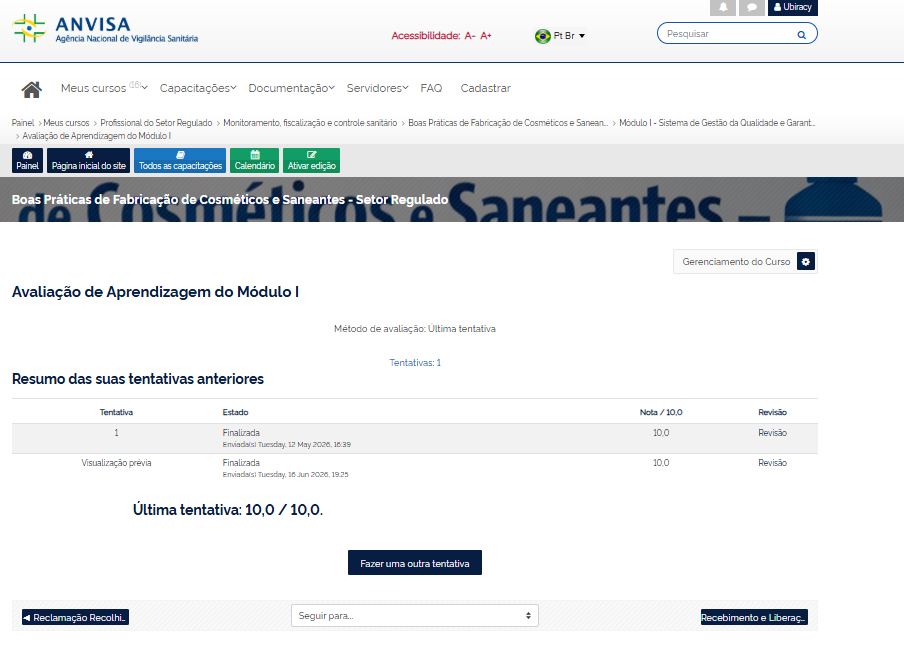 ANVISA
Agência Nacional de Vigilância Sanitária
Acessibilidade: A- A+
Pt Br
Ubiracy
Pesquisar
Meus cursos (16) Capacitações Documentação Servidores FAQ Cadastrar
Painel > Meus cursos > Profissional do Setor Regulado > Monitoramento, fiscalização e controle sanitário > Boas Práticas de Fabricação de Cosméticos e Sanean... > Módulo I - Sistema de Gestão da Qualidade e Garant...
> Avaliação de Aprendizagem do Módulo I
Painel Página inicial do site Todos as capacitações Calendário Ativar edição
de Cosméticos e Saneantes –
Boas Práticas de Fabricação de Cosméticos e Saneantes - Setor Regulado
Gerenciamento do Curso
Avaliação de Aprendizagem do Módulo I
Método de avaliação: Última tentativa
Tentativas: 1
Resumo das suas tentativas anteriores
Tentativa Estado Nota / 10,0 Revisão
1 Finalizada 10,0 Revisão
Enviada(s) Tuesday, 12 May 2026, 16:39
Visualização prévia Finalizada 10,0 Revisão
Enviada(s) Tuesday, 16 Jun 2026, 19:25
Última tentativa: 10,0 / 10,0.
Fazer uma outra tentativa
◄ Reclamação Recolhi... Seguir para... Recebimento e Liberaç...